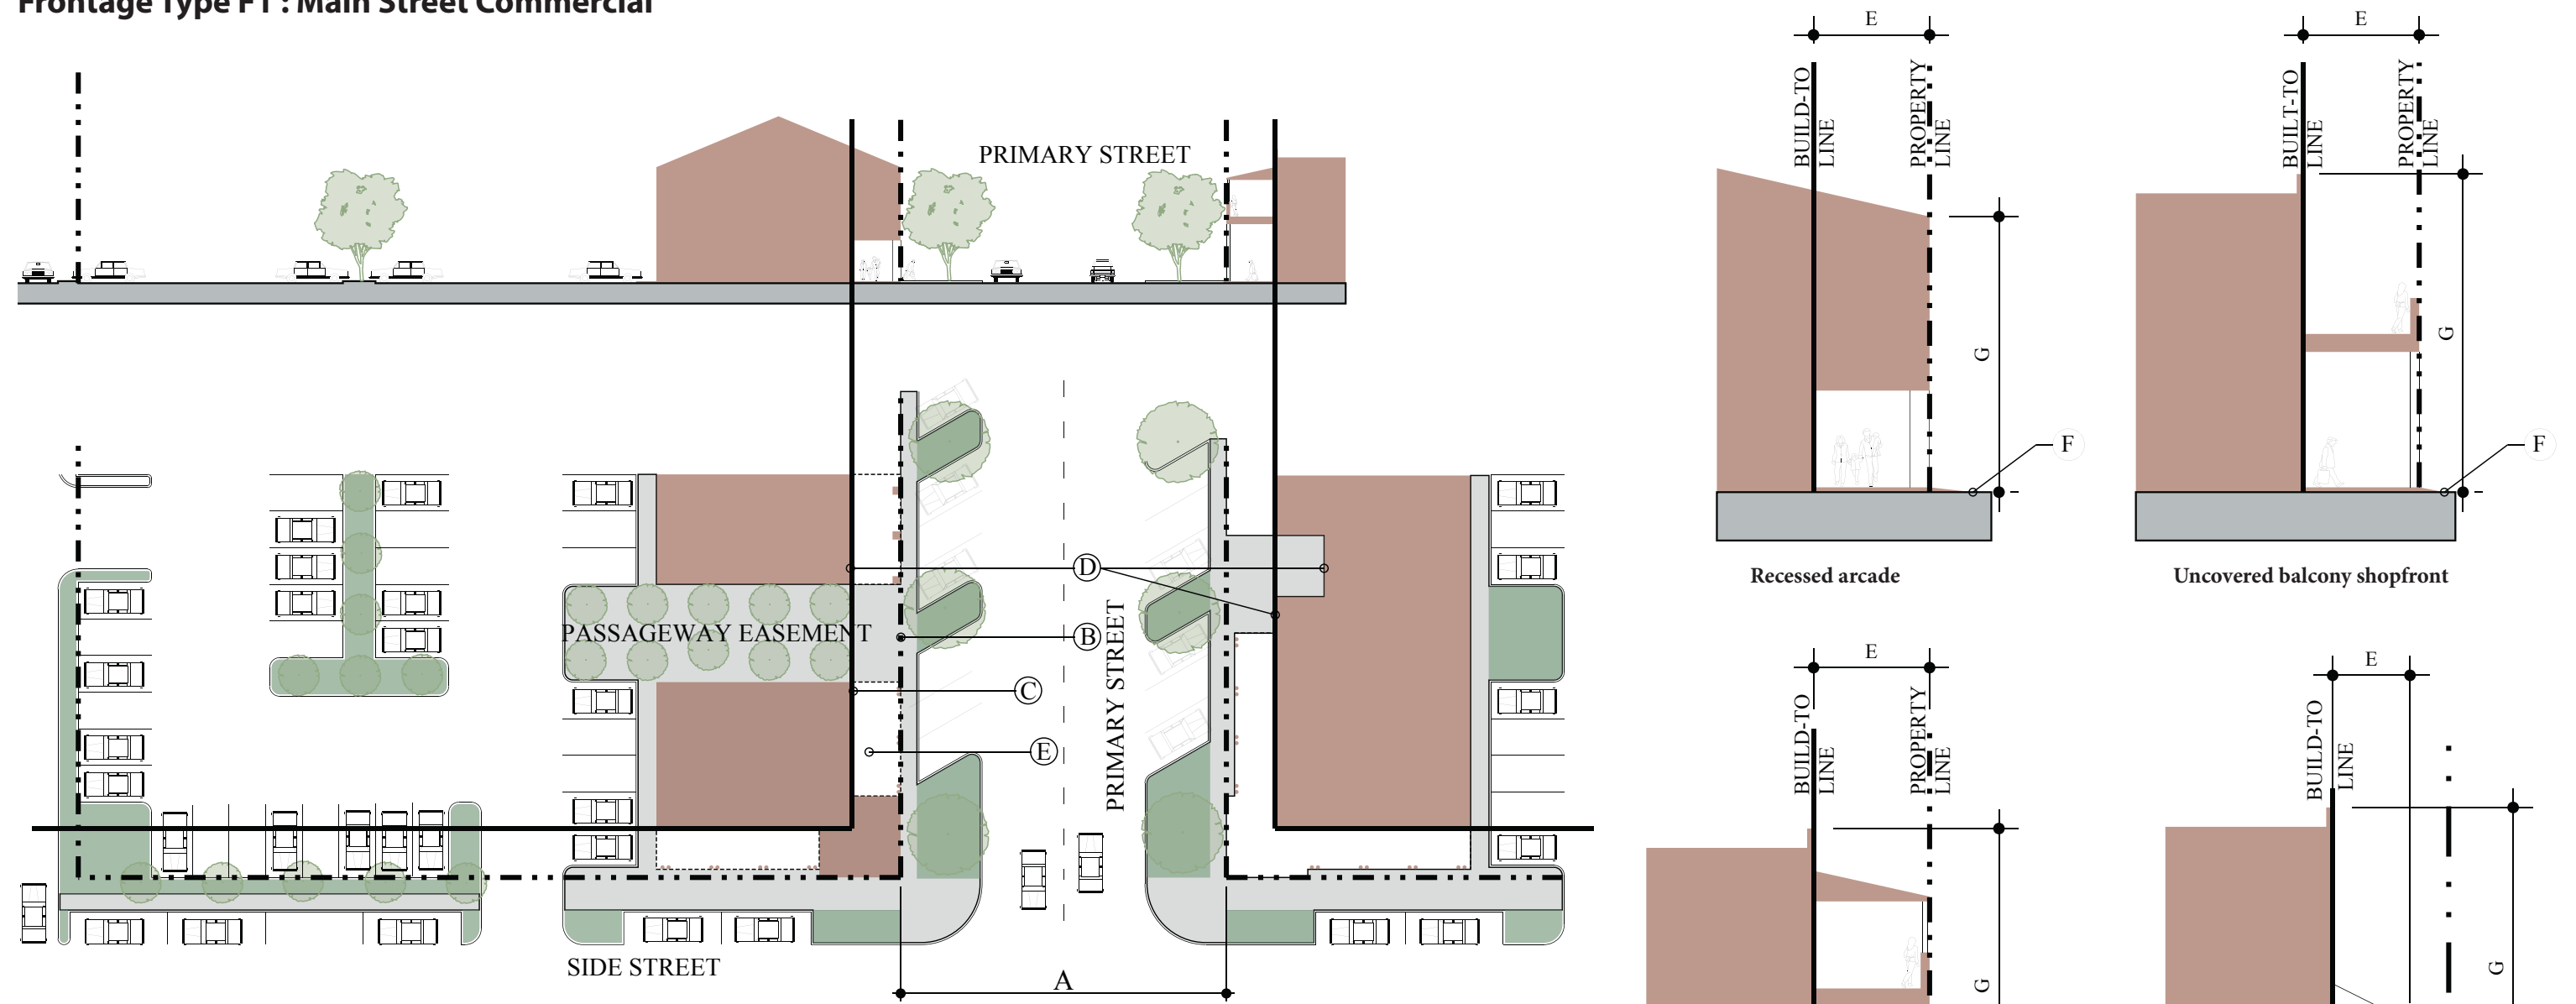 Frontage Type F1 : Main Street Commercial
PRIMARY STREET
PASSAGEWAY EASEMENT
D
B
C
E
PRIMARY STREET
SIDE STREET
A
E
BUILD-TO
LINE
PROPERTY
LINE
G
F
Recessed arcade
E
BUILT-TO
LINE
PROPERTY
LINE
G
F
Uncovered balcony shopfront
E
BUILD-TO
LINE
PROPERTY
LINE
G
E
BUILD-TO
LINE
G